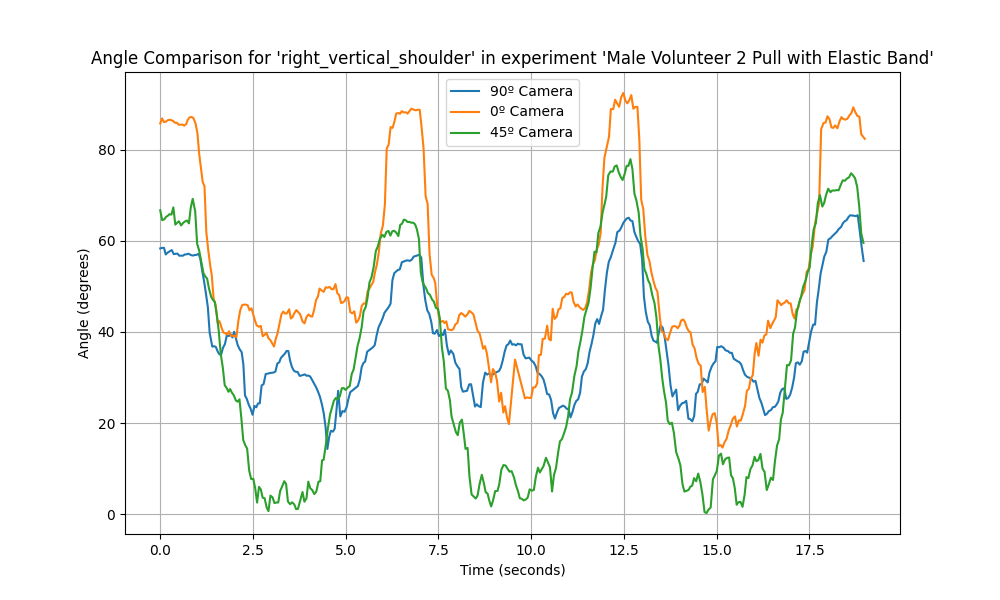 Angle Comparison for 'right_vertical_shoulder' in experiment 'Male Volunteer 2 Pull with Elastic Band'
90º Camera
0º Camera
45º Camera
Angle (degrees)
80
60
40
20
0
0.0 2.5 5.0 7.5 10.0 12.5 15.0 17.5
Time (seconds)